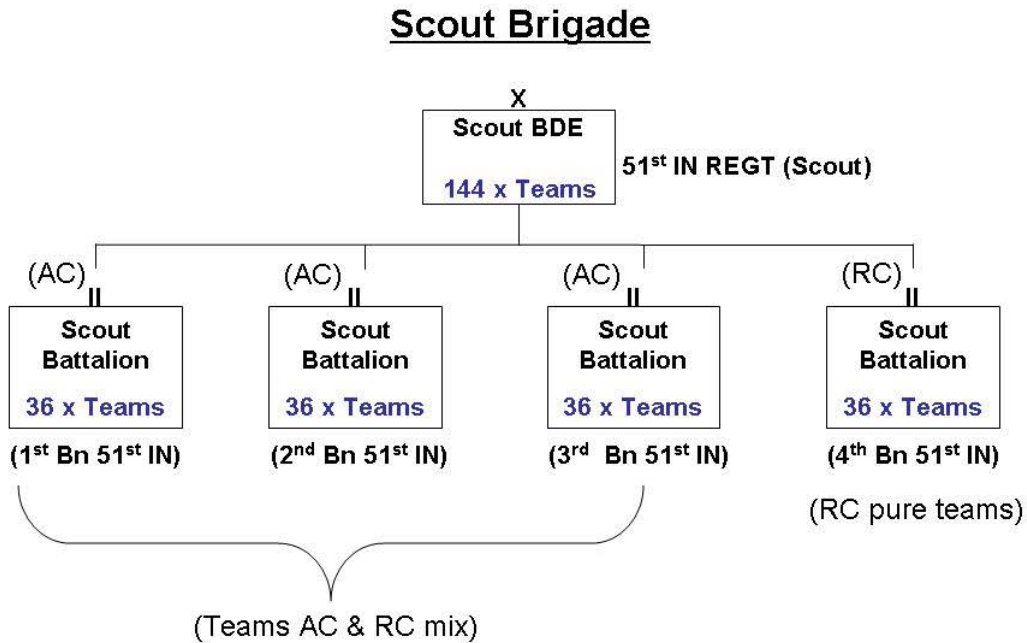 Scout Brigade
X
Scout BDE
144 x Teams
51st IN REGT (Scout)
(AC)
(AC)
(AC)
(RC)
II
II
II
II
Scout
Battalion
36 x Teams
Scout
Battalion
36 x Teams
Scout
Battalion
36 x Teams
Scout
Battalion
36 x Teams
(1st Bn 51st IN)
(2nd Bn 51st IN)
(3rd Bn 51st IN)
(4th Bn 51st IN)
(RC pure teams)
(Teams AC & RC mix)